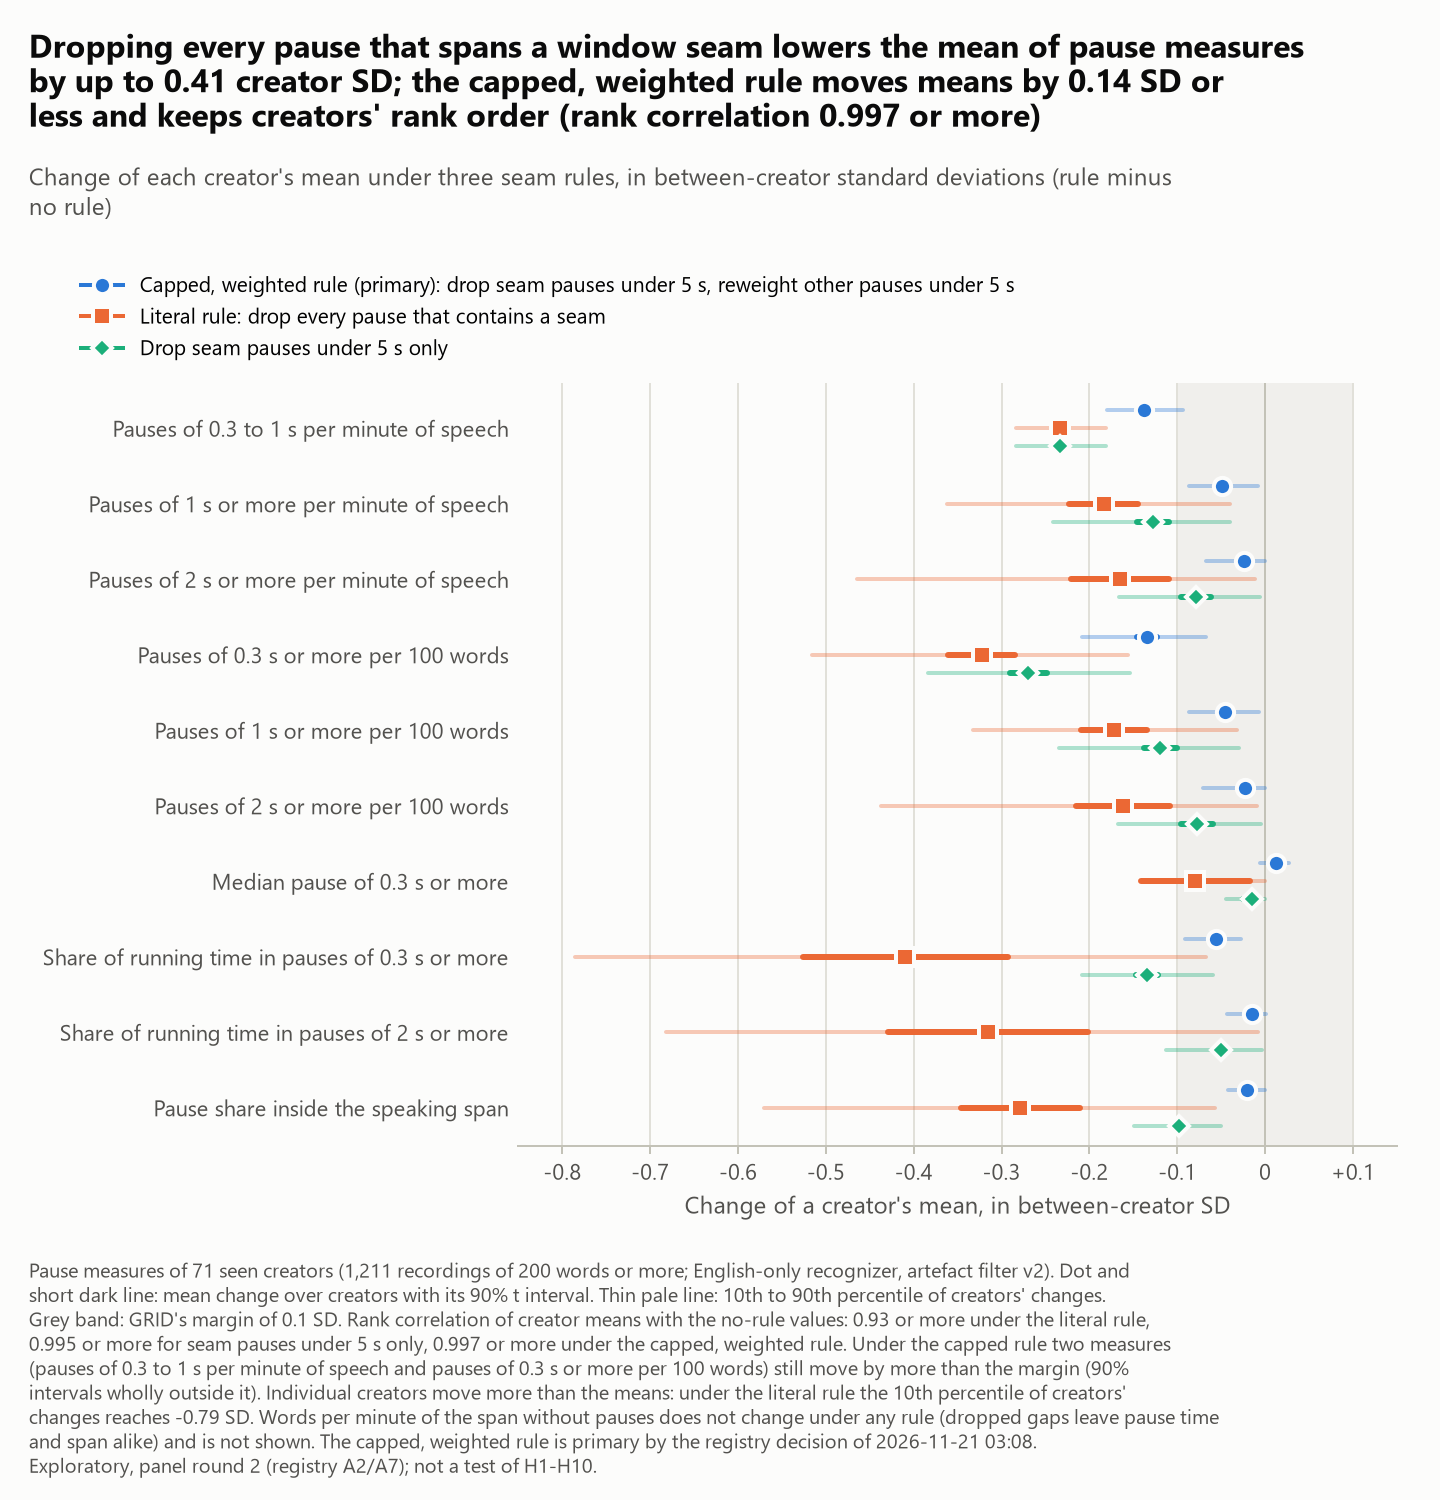 Dropping every pause that spans a window seam lowers the mean of pause measures
by up to 0.41 creator SD; the capped, weighted rule moves means by 0.14 SD or
less and keeps creators' rank order (rank correlation 0.997 or more)
Change of each creator's mean under three seam rules, in between-creator standard deviations (rule minus
no rule)
Capped, weighted rule (primary): drop seam pauses under 5 s, reweight other pauses under 5 s
Literal rule: drop every pause that contains a seam
Drop seam pauses under 5 s only
Pauses of 0.3 to 1 s per minute of speech
Pauses of 1 s or more per minute of speech
Pauses of 2 s or more per minute of speech
Pauses of 0.3 s or more per 100 words
Pauses of 1 s or more per 100 words
Pauses of 2 s or more per 100 words
Median pause of 0.3 s or more
Share of running time in pauses of 0.3 s or more
Share of running time in pauses of 2 s or more
Pause share inside the speaking span
-0.8 -0.7 -0.6 -0.5 -0.4 -0.3 -0.2 -0.1 0 +0.1
Change of a creator's mean, in between-creator SD
Pause measures of 71 seen creators (1,211 recordings of 200 words or more; English-only recognizer, artefact filter v2). Dot and
short dark line: mean change over creators with its 90% t interval. Thin pale line: 10th to 90th percentile of creators' changes.
Grey band: GRID's margin of 0.1 SD. Rank correlation of creator means with the no-rule values: 0.93 or more under the literal rule,
0.995 or more for seam pauses under 5 s only, 0.997 or more under the capped, weighted rule. Under the capped rule two measures
(pauses of 0.3 to 1 s per minute of speech and pauses of 0.3 s or more per 100 words) still move by more than the margin (90%
intervals wholly outside it). Individual creators move more than the means: under the literal rule the 10th percentile of creators'
changes reaches -0.79 SD. Words per minute of the span without pauses does not change under any rule (dropped gaps leave pause time
and span alike) and is not shown. The capped, weighted rule is primary by the registry decision of 2026-11-21 03:08.
Exploratory, panel round 2 (registry A2/A7); not a test of H1-H10.